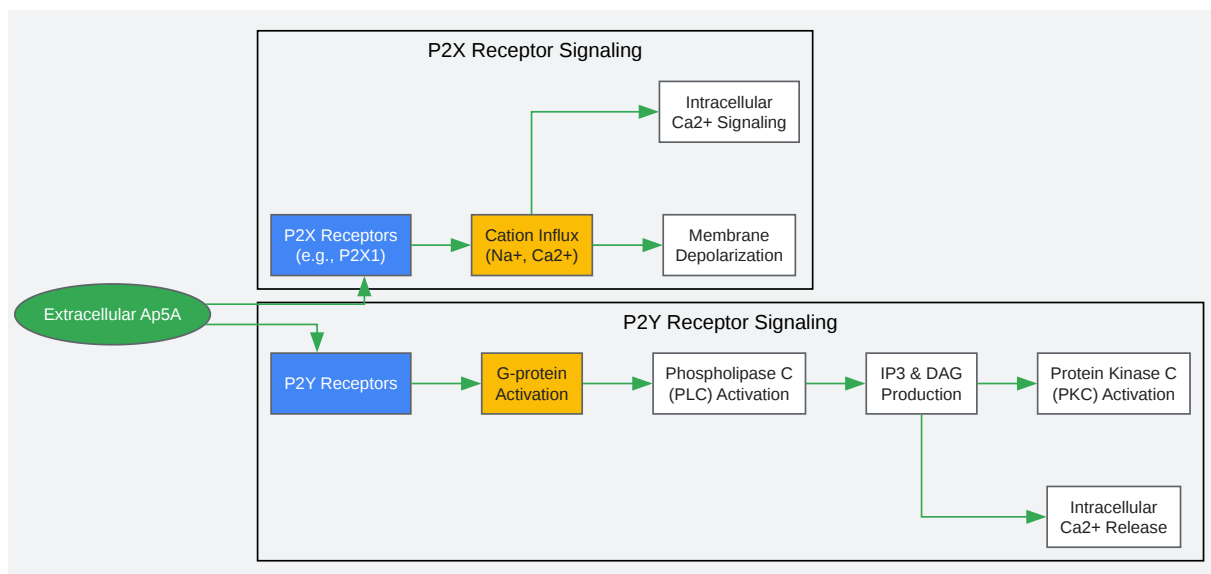 P2X Receptor Signaling
Intracellular
Ca2+ Signaling
P2X Receptors
(e.g., P2X1)
Cation Influx
(Na+, Ca2+)
Membrane
Depolarization
Extracellular Ap5A
P2Y Receptor Signaling
P2Y Receptors
G-protein
Activation
Phospholipase C
(PLC) Activation
IP3 & DAG
Production
Protein Kinase C
(PKC) Activation
Intracellular
Ca2+ Release